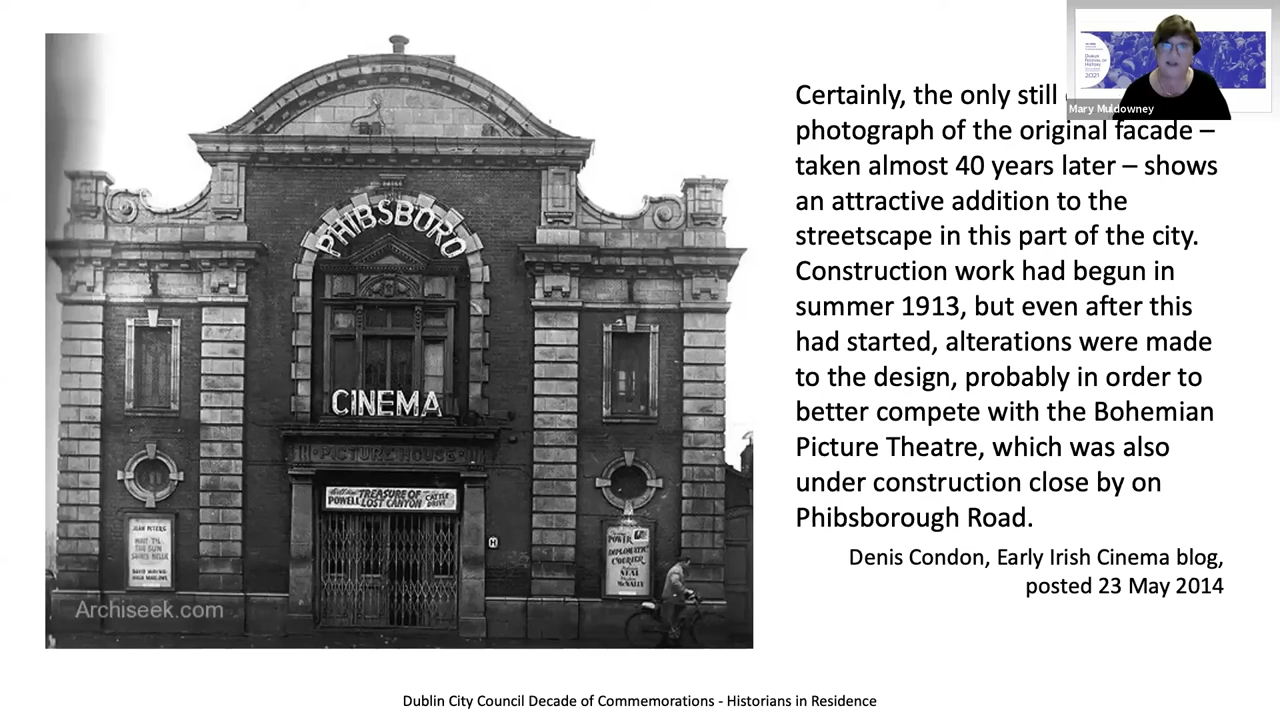 PHIBSBORO
CINEMA
PICTURE HOUSE
POWELL TREASURE OF LOST CANYON CATTLE DRIVE
JEAN PETERS
WAIT TIL
THE SUN
SHINES NELLIE
DAVID WAYNE
HUGH MARLOWE
POWER
DIPLOMATIC
COURIER
NEAL
McNALLY
H
Archiseek.com
Certainly, the only still
photograph of the original facade –
taken almost 40 years later – shows
an attractive addition to the
streetscape in this part of the city.
Construction work had begun in
summer 1913, but even after this
had started, alterations were made
to the design, probably in order to
better compete with the Bohemian
Picture Theatre, which was also
under construction close by on
Phibsborough Road.
Denis Condon, Early Irish Cinema blog,
posted 23 May 2014
DUBLIN
FESTIVAL OF
HISTORY
2021
Mary Muldowney
Dublin City Council Decade of Commemorations - Historians in Residence